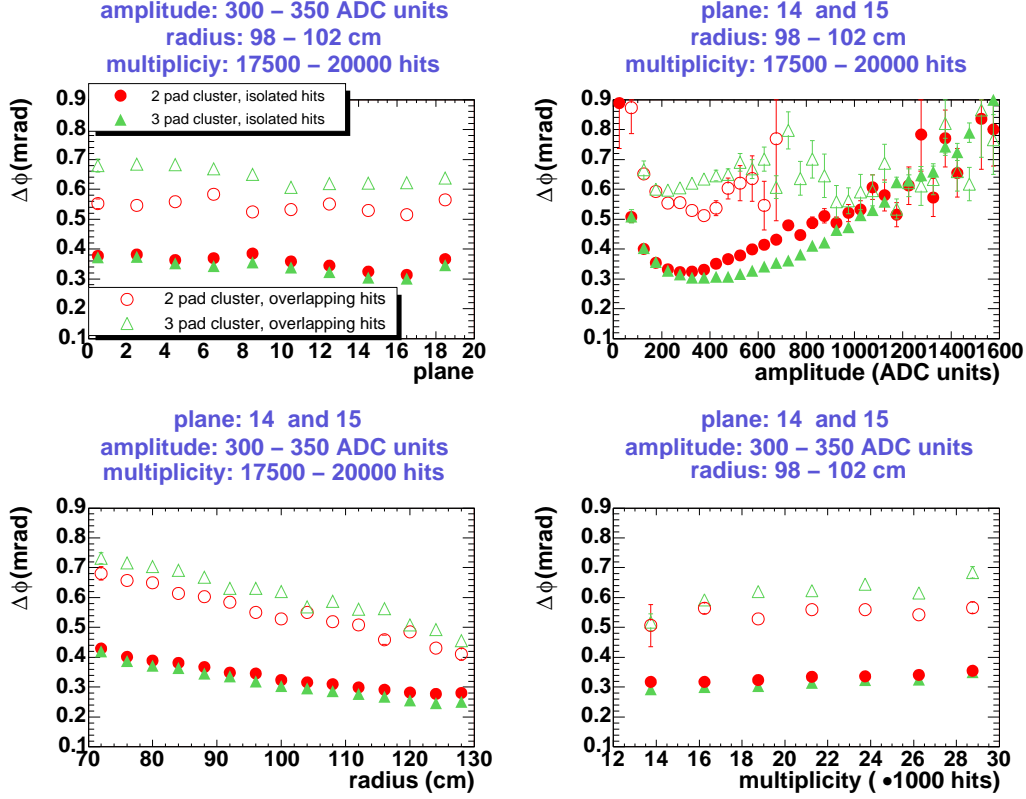 amplitude: 300 – 350 ADC units
radius: 98 – 102 cm
multipliciy: 17500 – 20000 hits
Δϕ(mrad)
0.9
0.8
0.7
0.6
0.5
0.4
0.3
0.2
0.1
2 pad cluster, isolated hits
3 pad cluster, isolated hits
2 pad cluster, overlapping hits
3 pad cluster, overlapping hits
0 2 4 6 8 10 12 14 16 18 20
plane
plane: 14 and 15
radius: 98 – 102 cm
multiplicity: 17500 – 20000 hits
Δϕ(mrad)
0.9
0.8
0.7
0.6
0.5
0.4
0.3
0.2
0.1
0 200 400 600 800 1000 1200 1400 1600
amplitude (ADC units)
plane: 14 and 15
amplitude: 300 – 350 ADC units
multiplicity: 17500 – 20000 hits
Δϕ(mrad)
0.9
0.8
0.7
0.6
0.5
0.4
0.3
0.2
0.1
70 80 90 100 110 120 130
radius (cm)
plane: 14 and 15
amplitude: 300 – 350 ADC units
radius: 98 – 102 cm
Δϕ(mrad)
0.9
0.8
0.7
0.6
0.5
0.4
0.3
0.2
0.1
12 14 16 18 20 22 24 26 28 30
multiplicity ( •1000 hits)